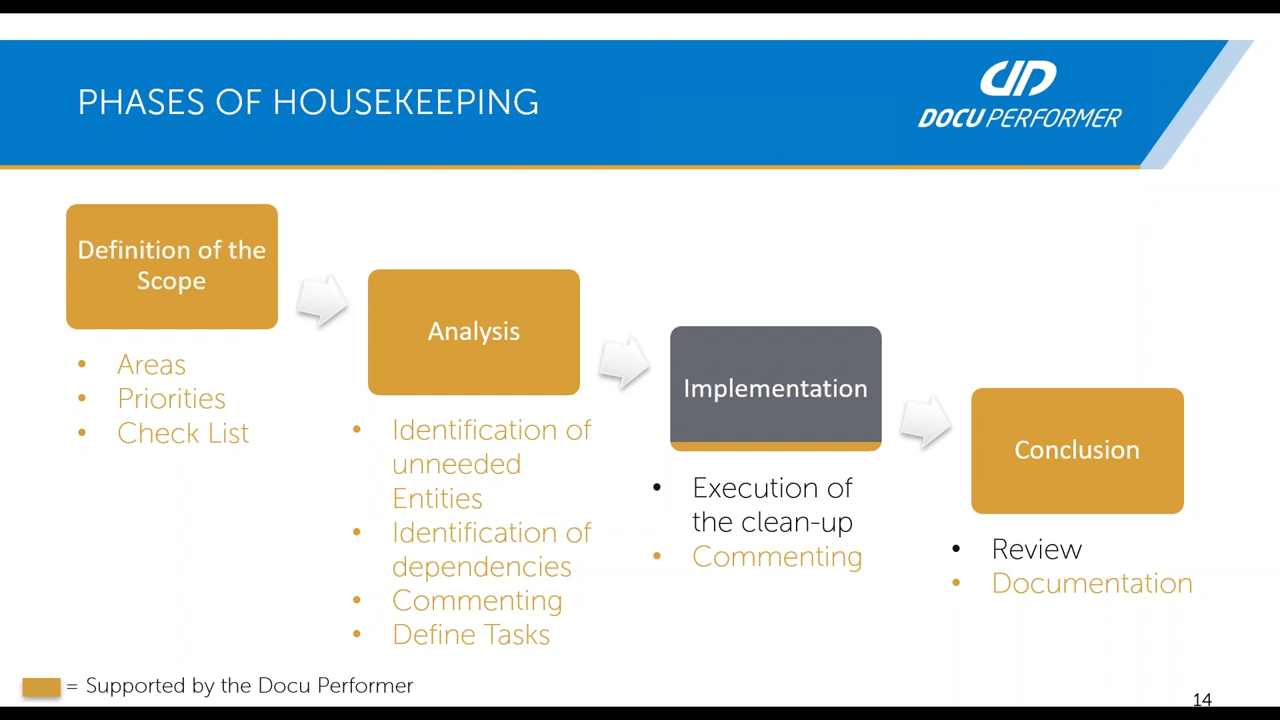 PHASES OF HOUSEKEEPING
DOCU PERFORMER
Definition of the
Scope
• Areas
• Priorities
• Check List
Analysis
• Identification of
unneeded
Entities
• Identification of
dependencies
• Commenting
• Define Tasks
Implementation
• Execution of
the clean-up
• Commenting
Conclusion
• Review
• Documentation
= Supported by the Docu Performer
14